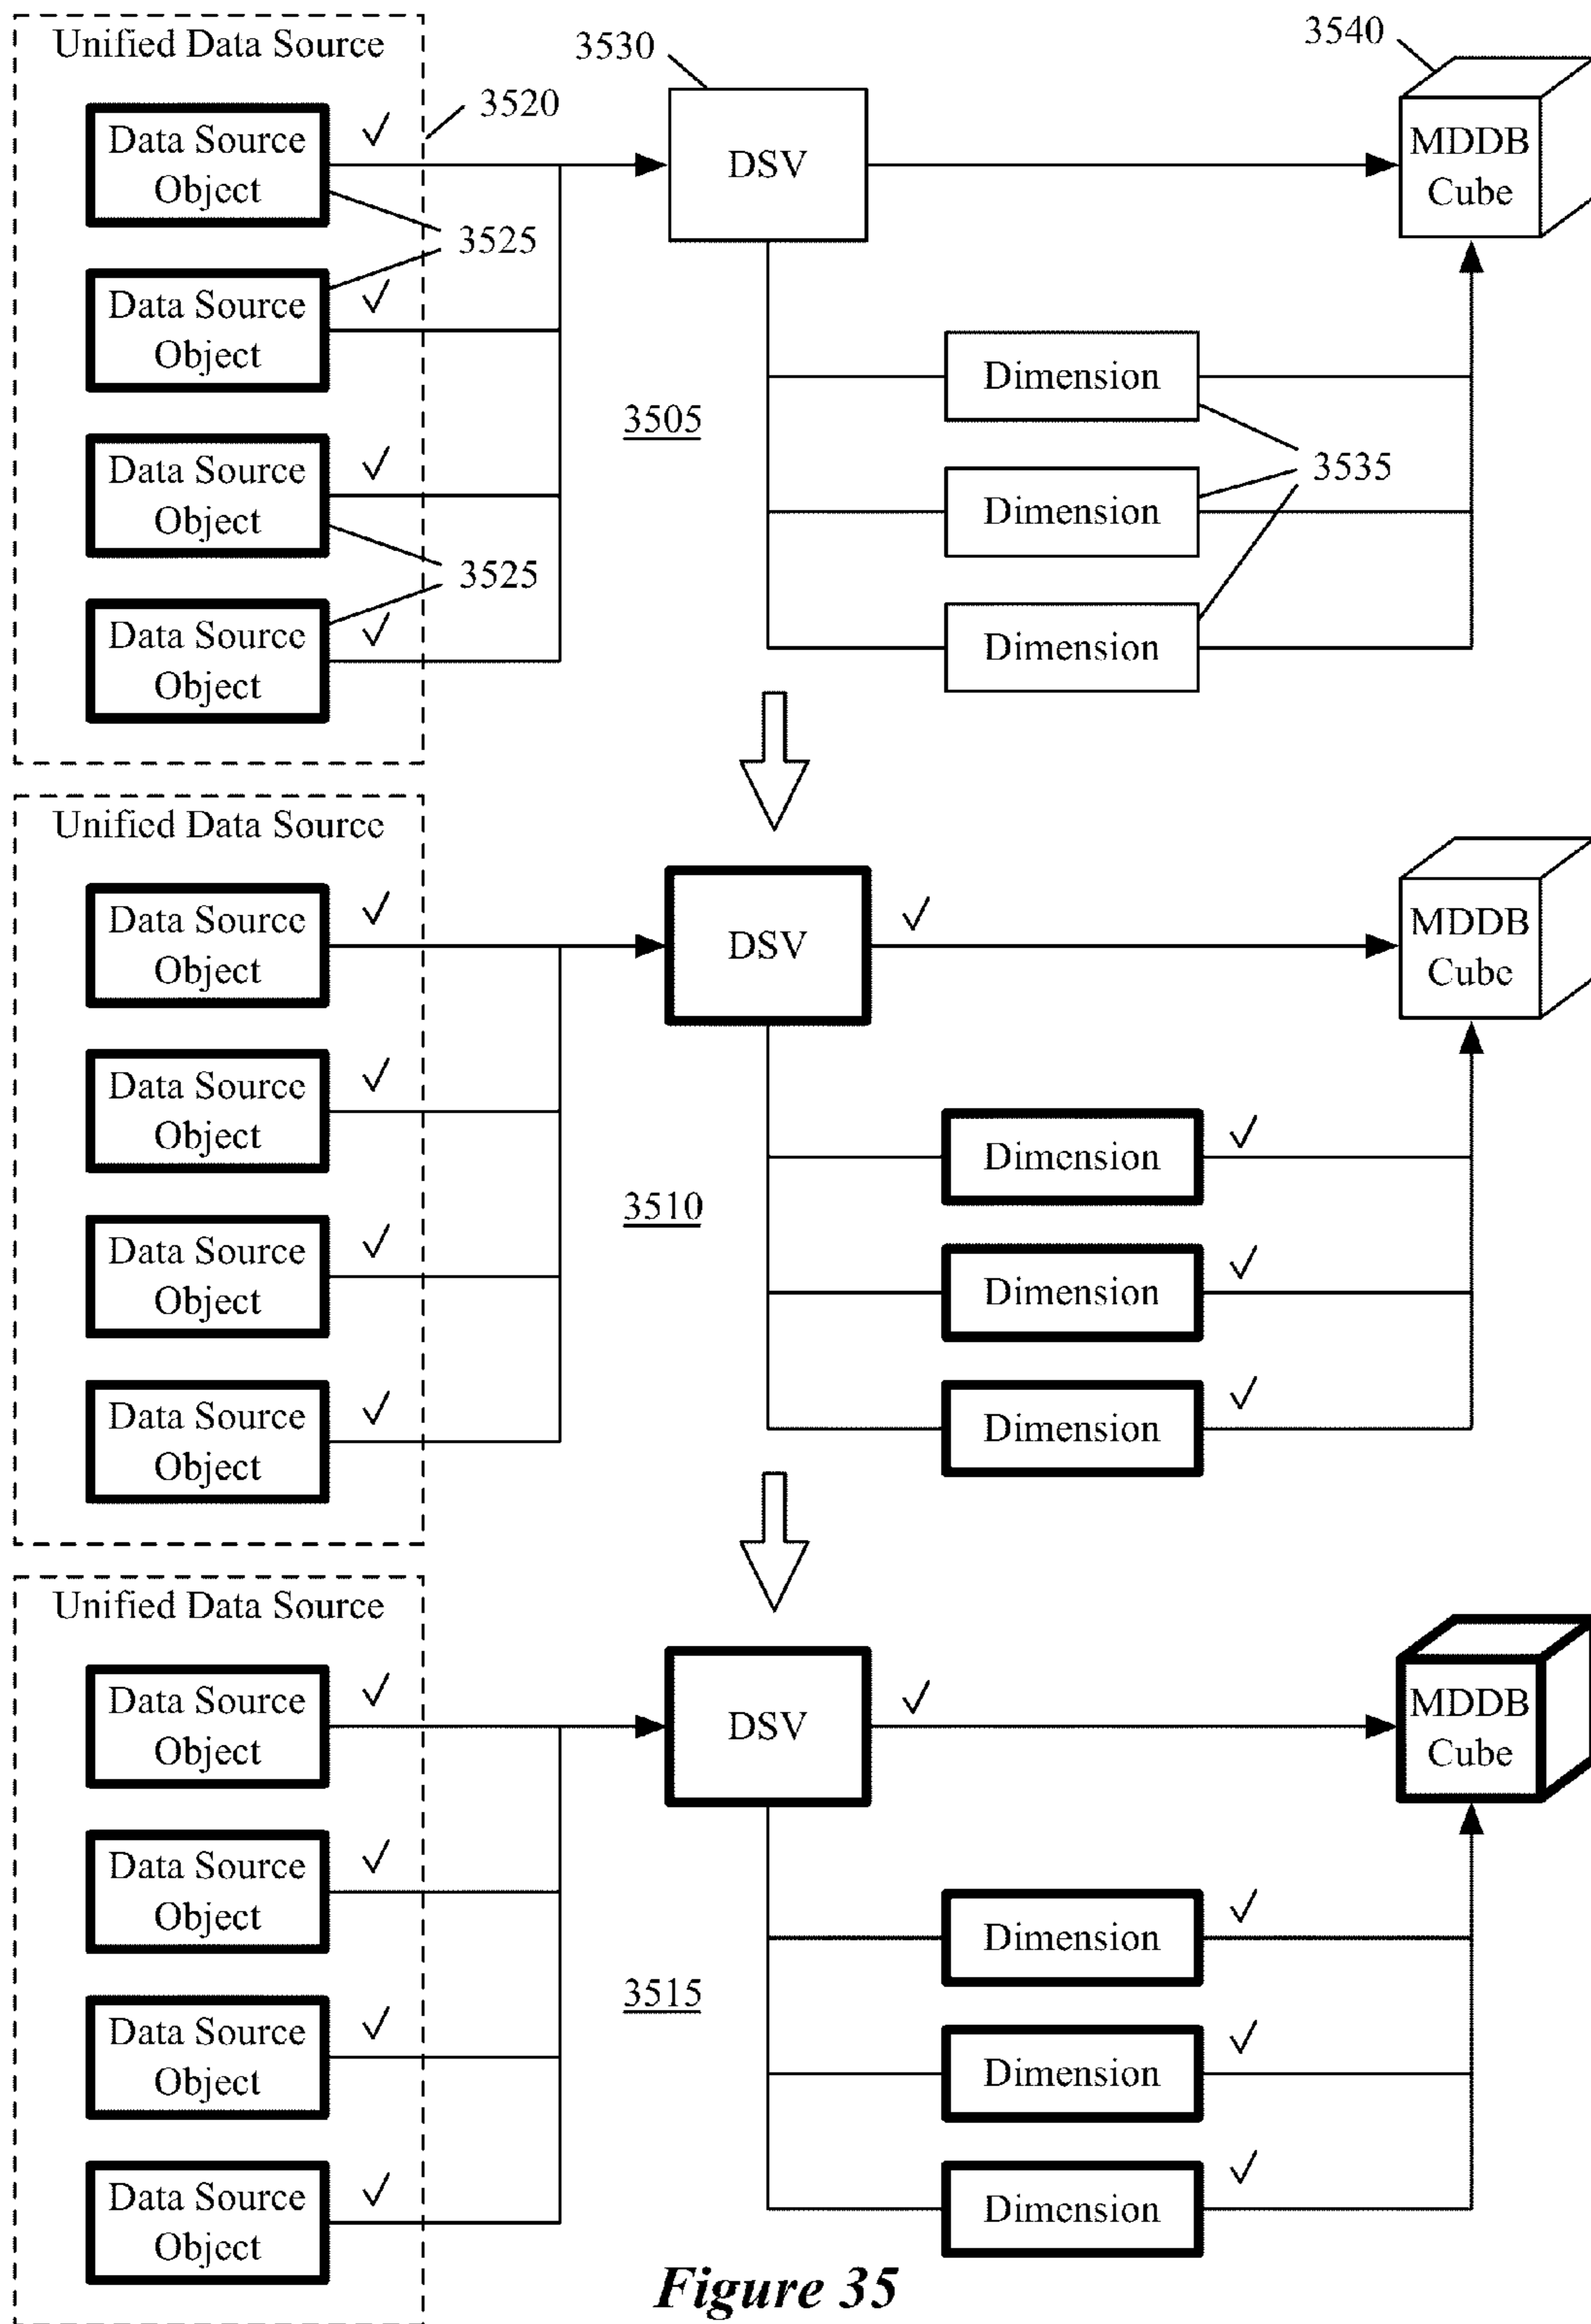 Unified Data Source
3530
3540
3520
Data Source
Object
DSV
MDDB
Cube
3525
Data Source
Object
Dimension
3505
Data Source
Object
3535
Dimension
3525
Data Source
Object
Dimension
Unified Data Source
Data Source
Object
DSV
MDDB
Cube
Data Source
Object
Dimension
3510
Data Source
Object
Dimension
Data Source
Object
Dimension
Unified Data Source
Data Source
Object
DSV
MDDB
Cube
Data Source
Object
Dimension
3515
Data Source
Object
Dimension
Data Source
Object
Dimension
Figure 35